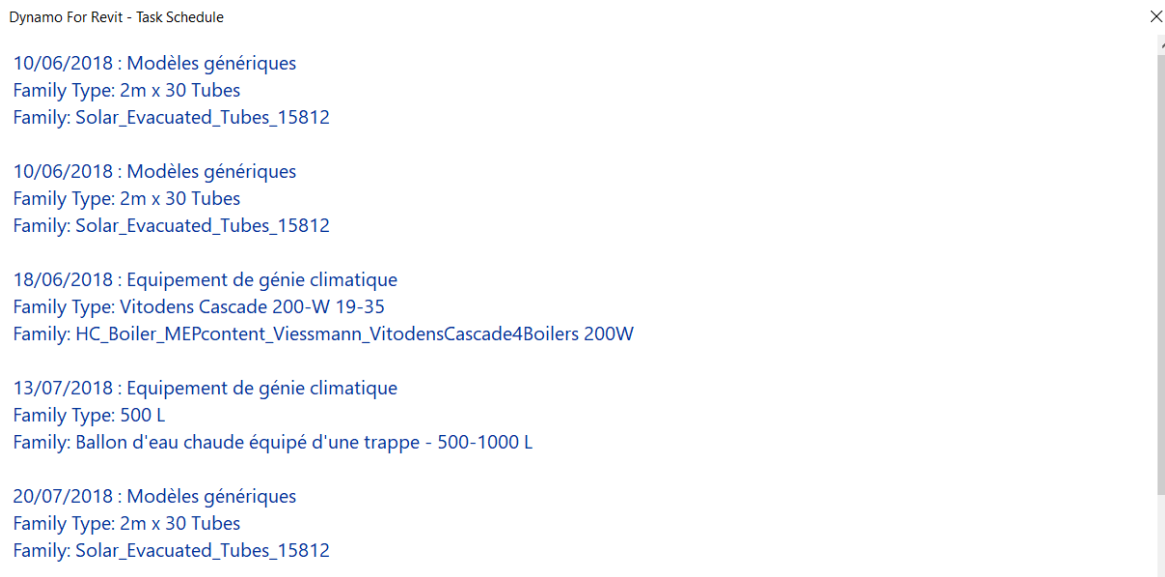 Dynamo For Revit - Task Schedule
10/06/2018 : Modèles génériques
Family Type: 2m x 30 Tubes
Family: Solar_Evacuated_Tubes_15812
10/06/2018 : Modèles génériques
Family Type: 2m x 30 Tubes
Family: Solar_Evacuated_Tubes_15812
18/06/2018 : Equipement de génie climatique
Family Type: Vitodens Cascade 200-W 19-35
Family: HC_Boiler_MEPcontent_Viessmann_VitodensCascade4Boilers 200W
13/07/2018 : Equipement de génie climatique
Family Type: 500 L
Family: Ballon d'eau chaude équipé d'une trappe - 500-1000 L
20/07/2018 : Modèles génériques
Family Type: 2m x 30 Tubes
Family: Solar_Evacuated_Tubes_15812